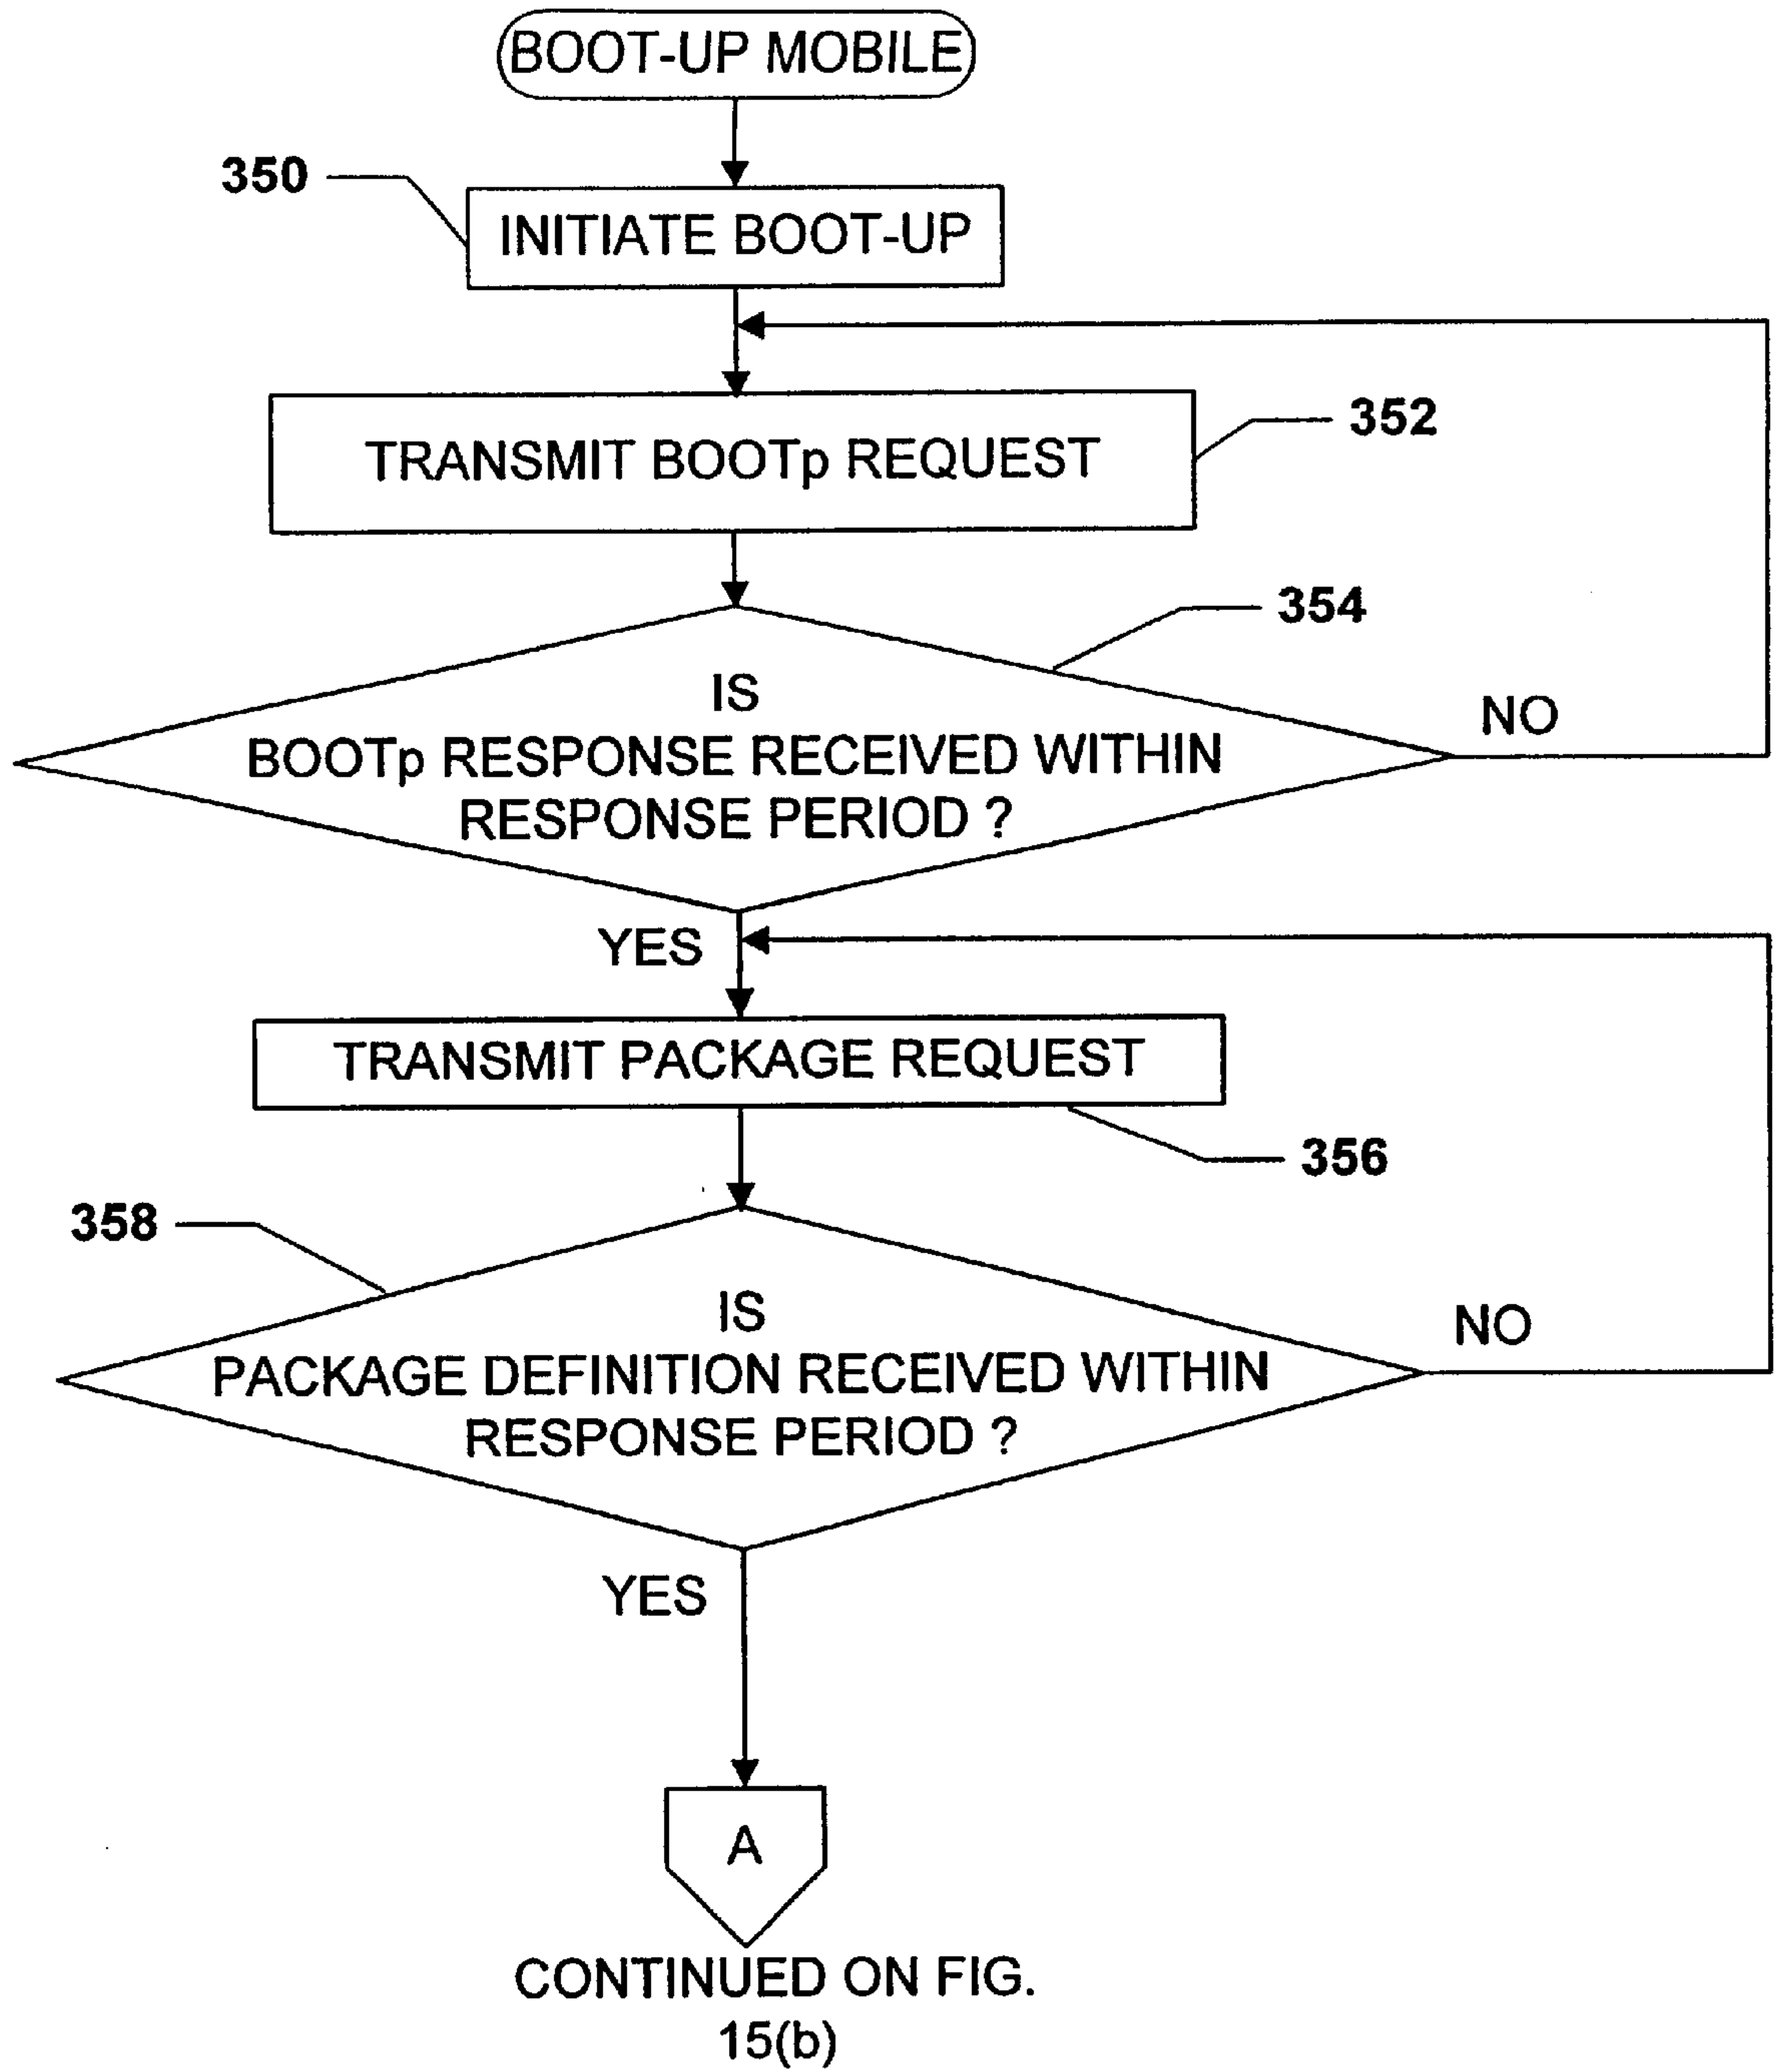 BOOT-UP MOBILE
350
INITIATE BOOT-UP
352
TRANSMIT BOOTp REQUEST
354
IS
BOOTp RESPONSE RECEIVED WITHIN
RESPONSE PERIOD ?
NO
YES
TRANSMIT PACKAGE REQUEST
356
358
IS
PACKAGE DEFINITION RECEIVED WITHIN
RESPONSE PERIOD ?
NO
YES
A
CONTINUED ON FIG.
15(b)